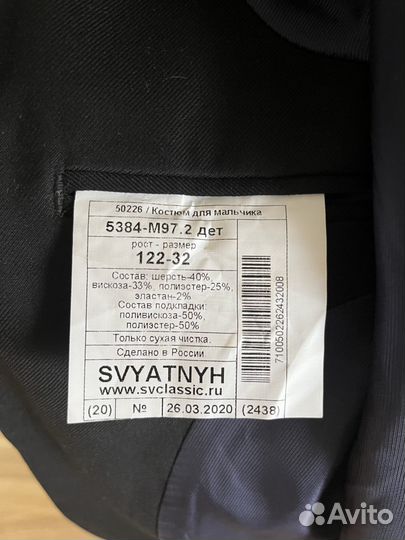 50226 / Костюм для мальчика
5384-М97.2 дет
рост - размер
122-32
Состав: шерсть-40%,
вискоза-33%, полиэстер-25%,
эластан-2%
Состав подкладки:
поливискоза-50%
полиэстер-50%
Только сухая чистка.
Сделано в России
SVYATNYH
www.svclassic.ru
(20) № 26.03.2020 (2438)
7100502262432008
Avito